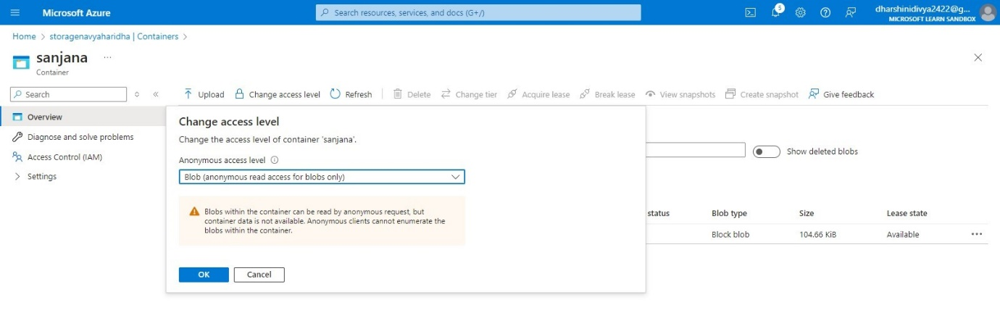 Microsoft Azure
Search resources, services, and docs (G+/)
5
dharshinidivya2422@g...
MICROSOFT LEARN SANDBOX
Home > storagenavyaharidha | Containers >
sanjana ...
Container
Search
Upload Change access level Refresh Delete Change tier Acquire lease Break lease View snapshots Create snapshot Give feedback
Overview
Diagnose and solve problems
Access Control (IAM)
Settings
Change access level
Change the access level of container 'sanjana'.
Anonymous access level
Blob (anonymous read access for blobs only)
Blobs within the container can be read by anonymous request, but
container data is not available. Anonymous clients cannot enumerate the
blobs within the container.
OK Cancel
Show deleted blobs
status Blob type Size Lease state
Block blob 104.66 KiB Available ...